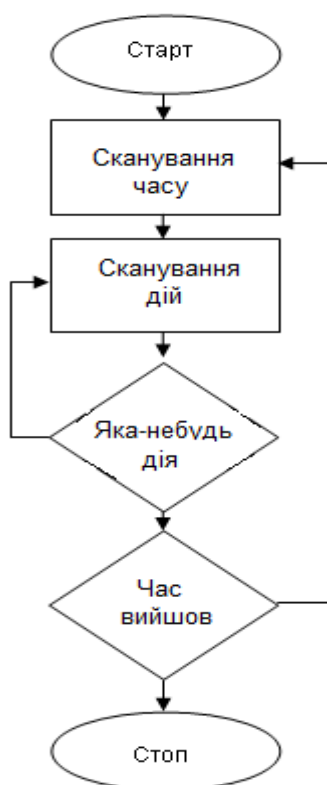 Старт
Сканування
часу
Сканування
дій
Яка-небудь
дія
Час
вийшов
Стоп